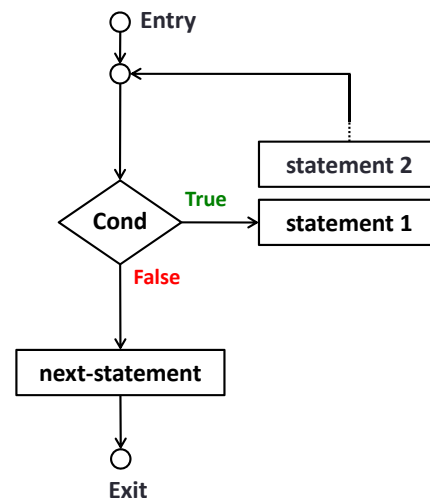 Entry
statement 2
True
Cond
statement 1
False
next-statement
Exit